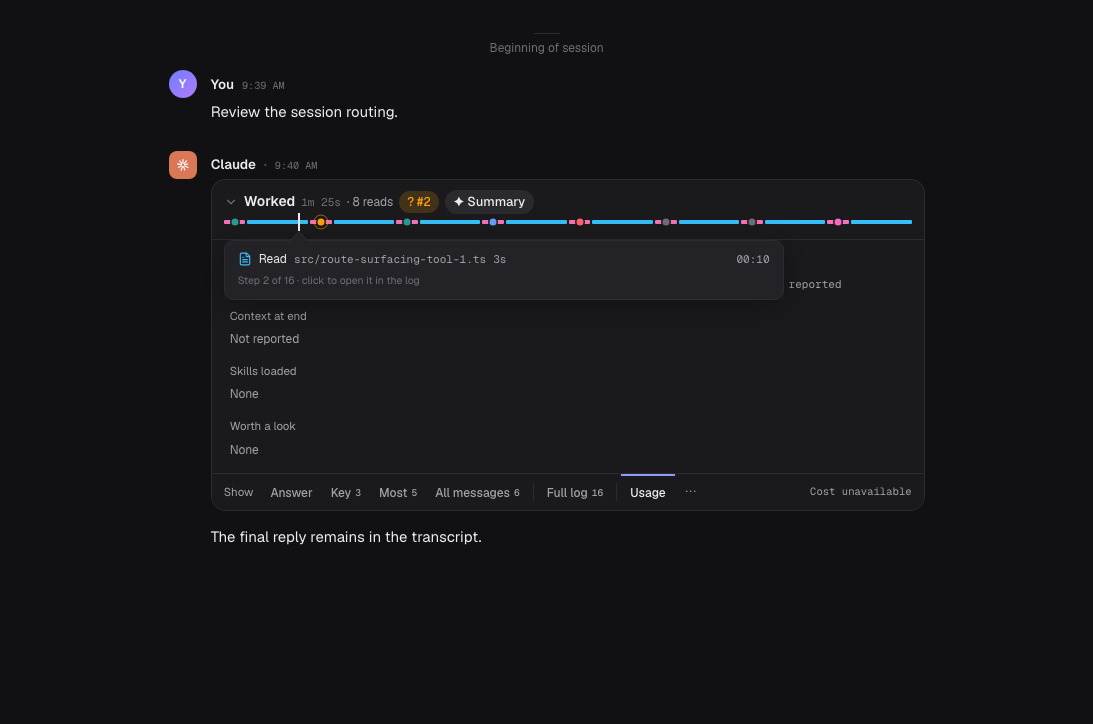 Beginning of session
Y
You 9:39 AM
Review the session routing.
Claude · 9:40 AM
Worked 1m 25s · 8 reads ? #2 Summary
Read src/route-surfacing-tool-1.ts 3s 00:10
Step 2 of 16 · click to open it in the log
reported
Context at end
Not reported
Skills loaded
None
Worth a look
None
Show Answer Key 3 Most 5 All messages 6 Full log 16 Usage ··· Cost unavailable
The final reply remains in the transcript.